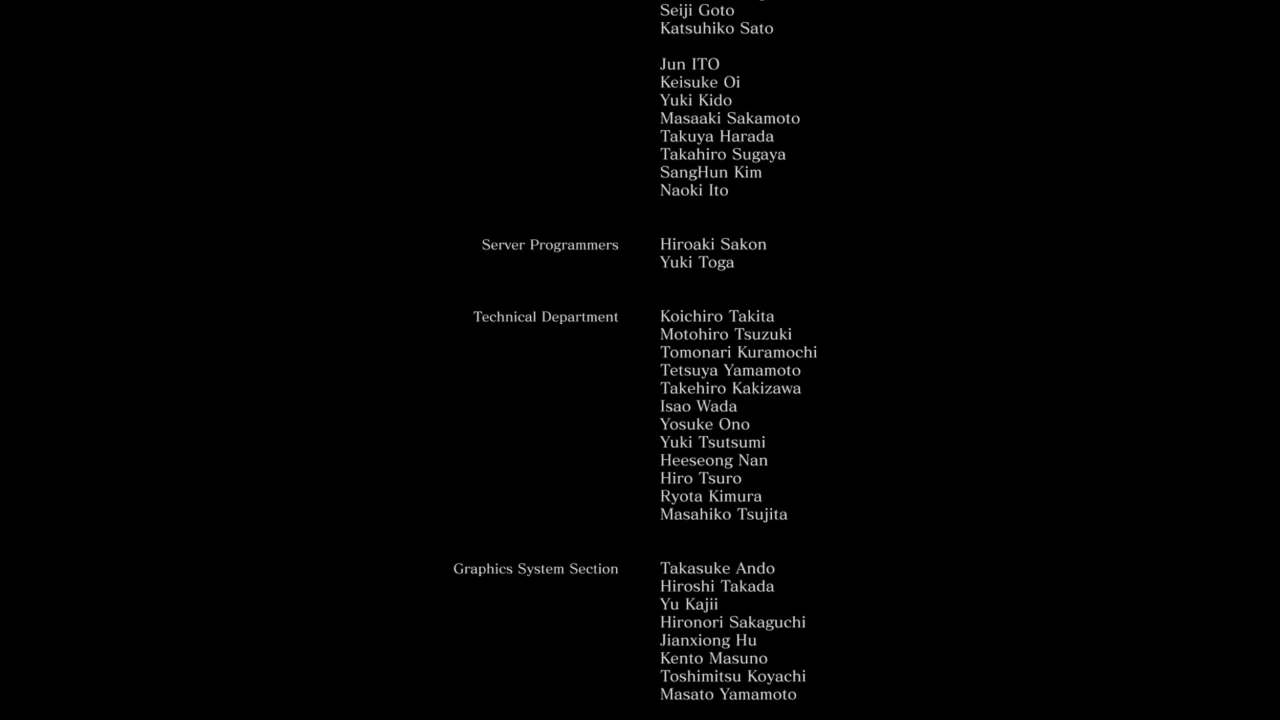 Seiji Goto
Katsuhiko Sato
Jun ITO
Keisuke Oi
Yuki Kido
Masaaki Sakamoto
Takuya Harada
Takahiro Sugaya
SangHun Kim
Naoki Ito
Server Programmers Hiroaki Sakon
Yuki Toga
Technical Department Koichiro Takita
Motohiro Tsuzuki
Tomonari Kuramochi
Tetsuya Yamamoto
Takehiro Kakizawa
Isao Wada
Yosuke Ono
Yuki Tsutsumi
Heeseong Nan
Hiro Tsuro
Ryota Kimura
Masahiko Tsujita
Graphics System Section Takasuke Ando
Hiroshi Takada
Yu Kajii
Hironori Sakaguchi
Jianxiong Hu
Kento Masuno
Toshimitsu Koyachi
Masato Yamamoto